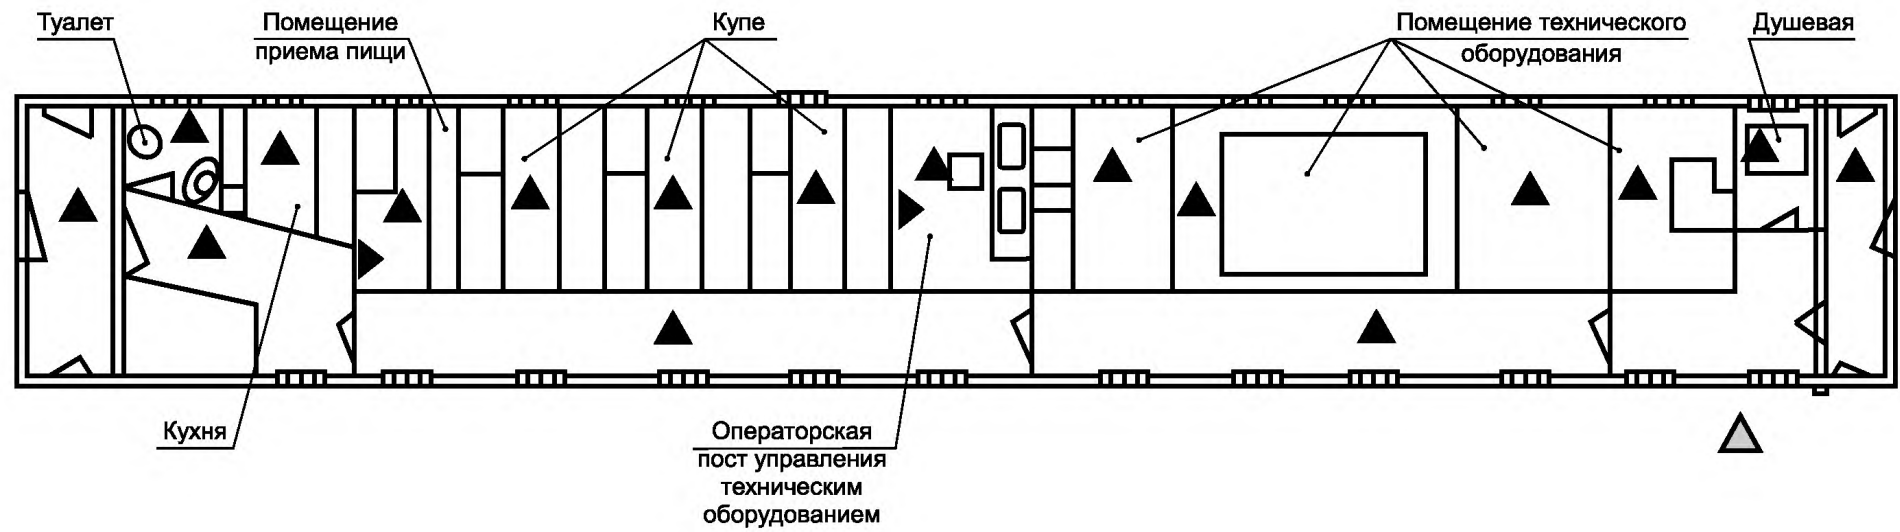 Туалет
Помещение
приема пищи
Купе
Помещение технического
оборудования
Душевая
Кухня
Операторская
пост управления
техническим
оборудованием